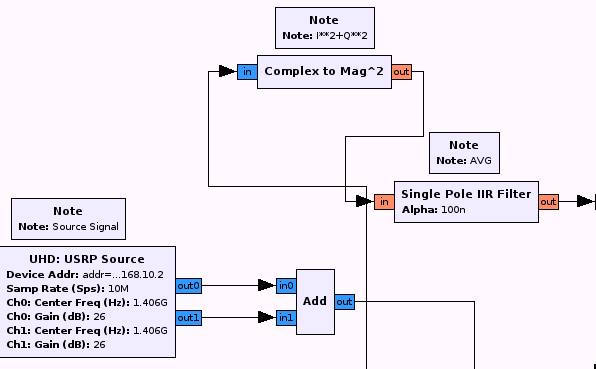 Note
Note: I**2+Q**2
in
Complex to Mag^2
out
Note
Note: AVG
in
Single Pole IIR Filter
Alpha: 100n
out
Note
Note: Source Signal
UHD: USRP Source
Device Addr: addr=...168.10.2
Samp Rate (Sps): 10M
Ch0: Center Freq (Hz): 1.406G
Ch0: Gain (dB): 26
Ch1: Center Freq (Hz): 1.406G
Ch1: Gain (dB): 26
out0
out1
in0
in1
Add
out